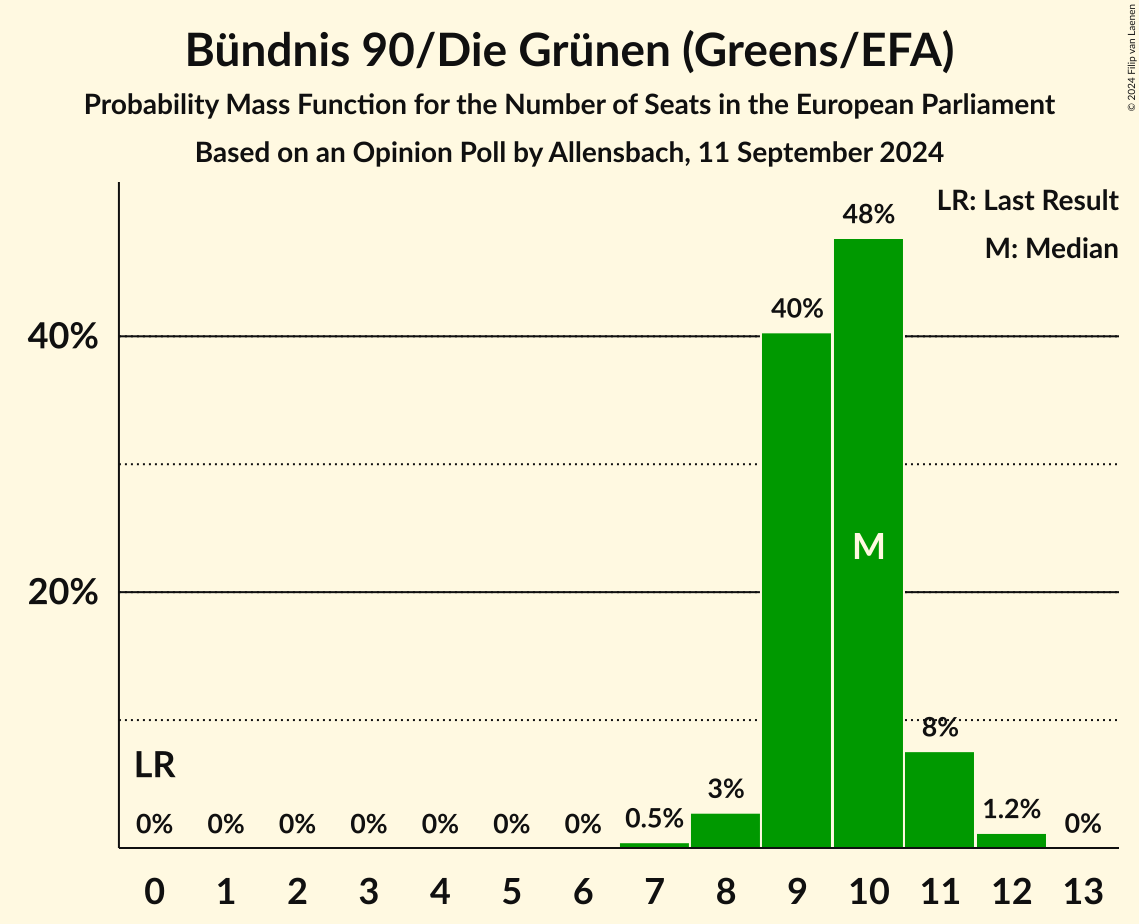 Bündnis 90/Die Grünen (Greens/EFA)
Probability Mass Function for the Number of Seats in the European Parliament
Based on an Opinion Poll by Allensbach, 11 September 2024
© 2024 Filip van Laenen
LR: Last Result
M: Median
48%
40%
40%
M
20%
8%
LR
3%
0% 0% 0% 0% 0% 0% 0% 0.5% 1.2% 0%
0 1 2 3 4 5 6 7 8 9 10 11 12 13